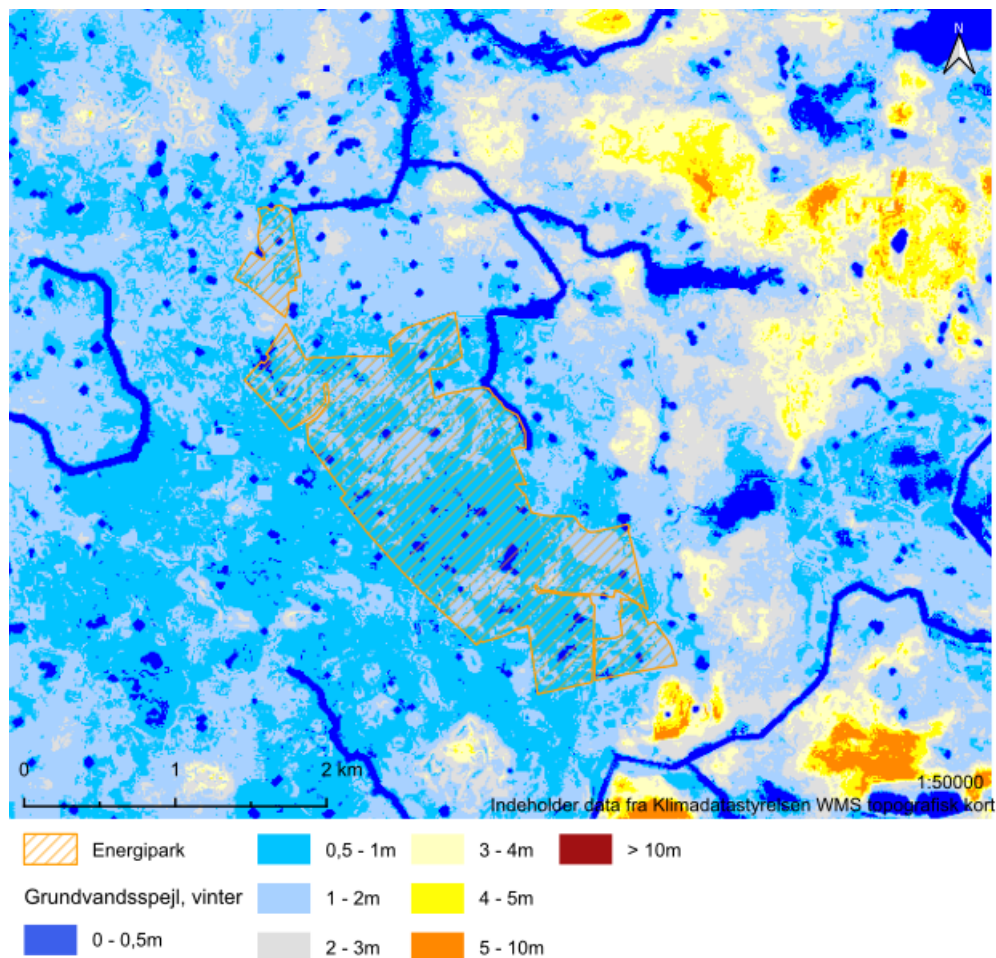 N
0 1 2 km
1:50000
Indeholder data fra Klimadatastyrelsen WMS topografisk kort
Energipark
Grundvandsspejl, vinter
0 - 0,5m
0,5 - 1m
1 - 2m
2 - 3m
3 - 4m
4 - 5m
5 - 10m
> 10m